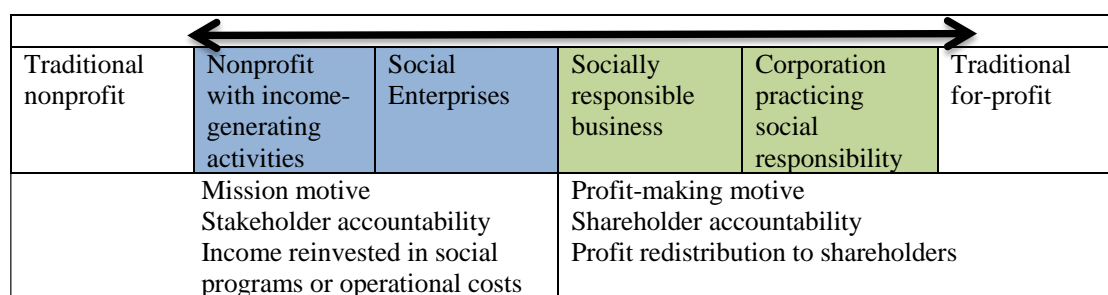 Traditional
nonprofit
Nonprofit
with income-
generating
activities
Social
Enterprises
Socially
responsible
business
Corporation
practicing
social
responsibility
Traditional
for-profit
Mission motive
Stakeholder accountability
Income reinvested in social
programs or operational costs
Profit-making motive
Shareholder accountability
Profit redistribution to shareholders